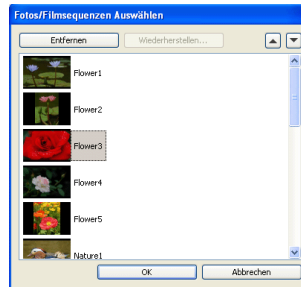 Fotos/Filmsequenzen Auswählen
Entfernen
Wiederherstellen...
Flower1
Flower2
Flower3
Flower4
Flower5
Nature1
OK
Abbrechen